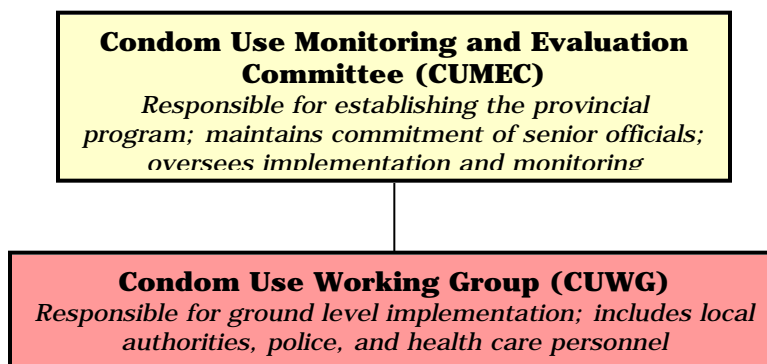 Condom Use Monitoring and Evaluation
Committee (CUMEC)
Responsible for establishing the provincial
program; maintains commitment of senior officials;
oversees implementation and monitoring
Condom Use Working Group (CUWG)
Responsible for ground level implementation; includes local
authorities, police, and health care personnel